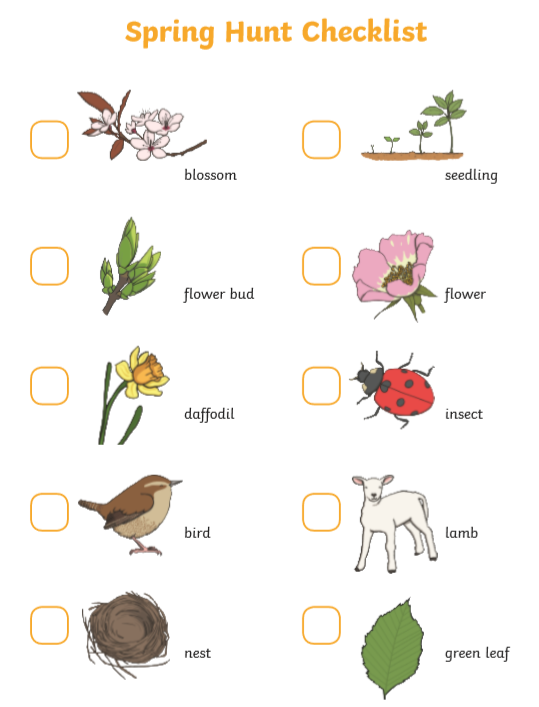 Spring Hunt Checklist
blossom
seedling
flower bud
flower
daffodil
insect
bird
lamb
nest
green leaf